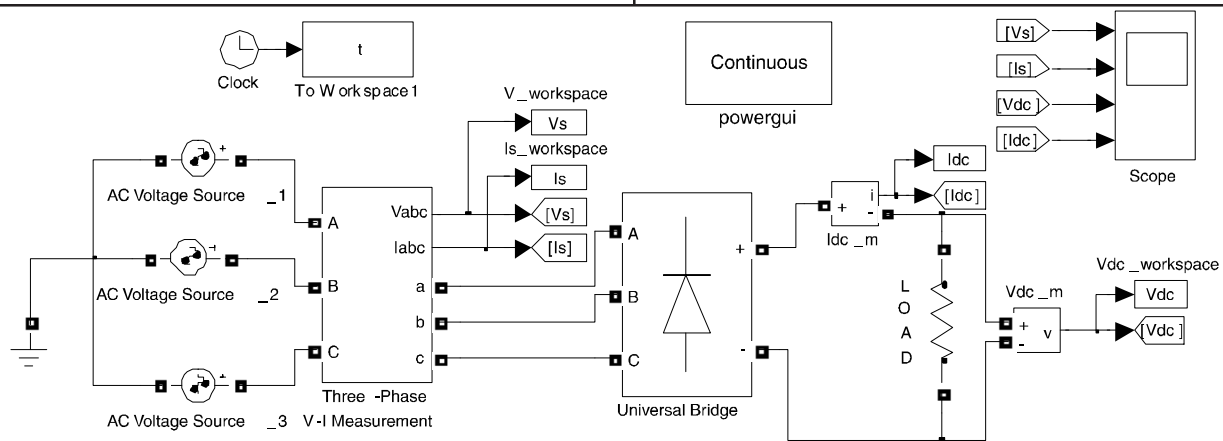 Clock
t
To Workspace1
Continuous
powergui
[Vs]
[Is]
[Vdc]
[Idc]
Scope
V_workspace
Vs
Is_workspace
Is
[Vs]
[Is]
AC Voltage Source _1
AC Voltage Source _2
AC Voltage Source _3
A
B
C
Vabc
Iabc
a
b
c
Three -Phase
V-I Measurement
A
B
C
+
-
Universal Bridge
+
i
-
Idc _m
Idc
[Idc]
LOAD
Vdc _m
+
-
v
Vdc _workspace
Vdc
[Vdc ]